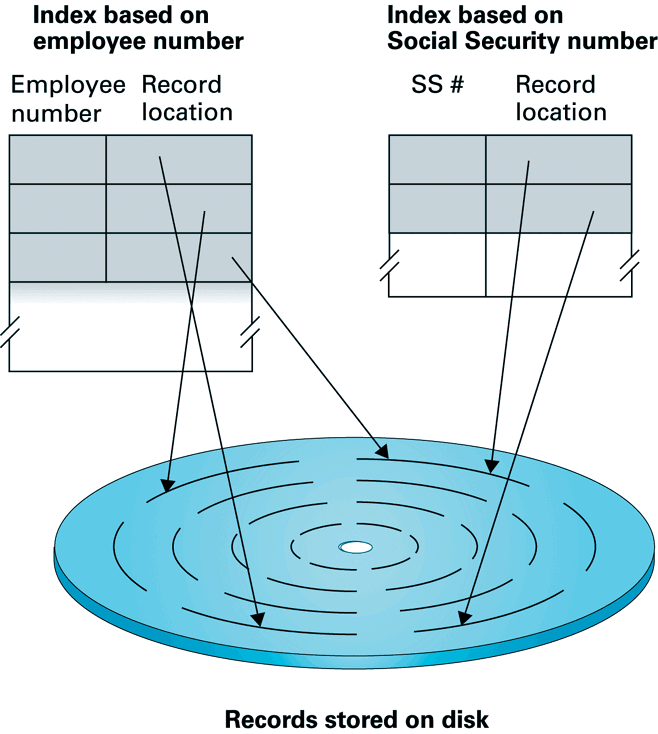 Index based on
employee number
Index based on
Social Security number
Employee
number
Record
location
SS #
Record
location
Records stored on disk